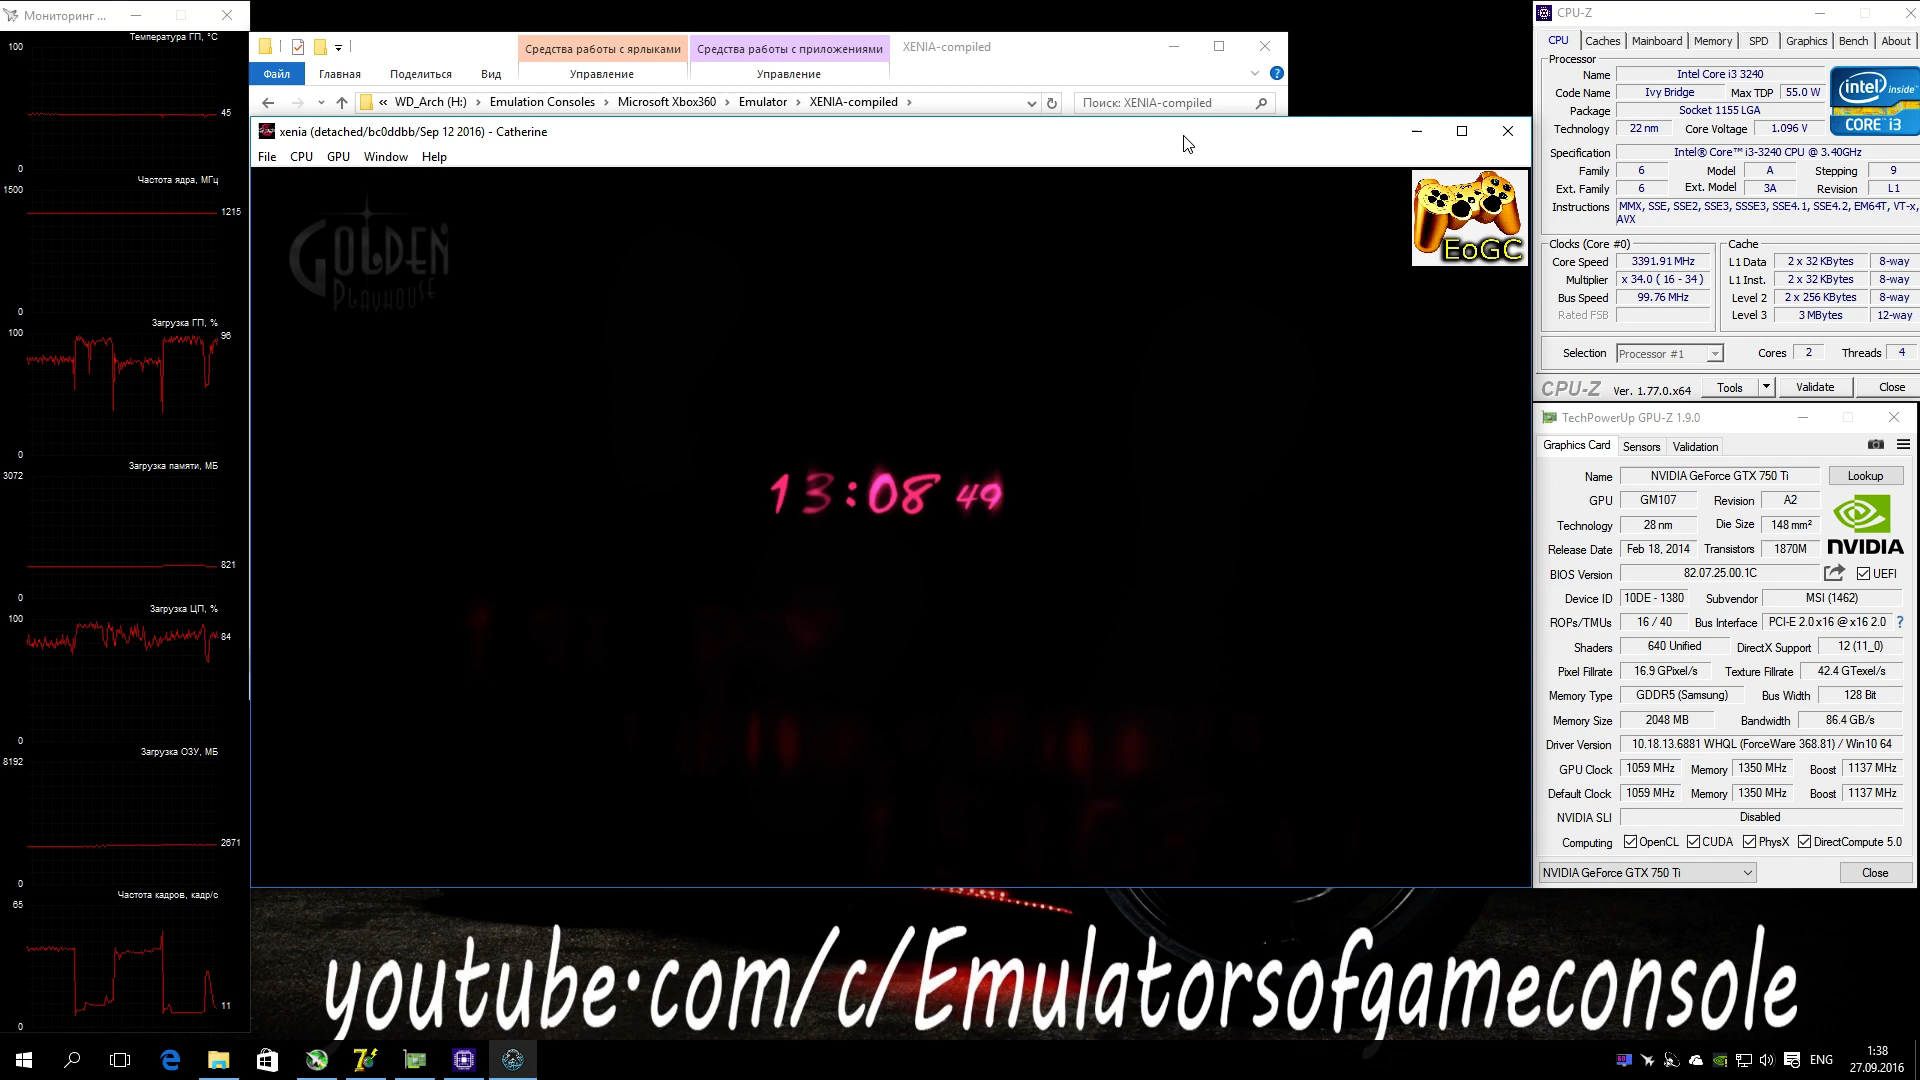 Мониторинг ...
Температура ГП, °C
100
45
0
Частота ядра, МГц
1500
1215
0
Загрузка ГП, %
100
96
0
Загрузка памяти, МБ
3072
821
0
Загрузка ЦП, %
100
84
0
Загрузка ОЗУ, МБ
8192
2671
0
Частота кадров, кадр/с
65
11
0
Средства работы с ярлыками
Средства работы с приложениями
XENIA-compiled
Файл
Главная
Поделиться
Вид
Управление
Управление
« WD_Arch (H:) › Emulation Consoles › Microsoft Xbox360 › Emulator › XENIA-compiled ›
Поиск: XENIA-compiled
xenia (detached/bc0ddbb/Sep 12 2016) - Catherine
File CPU GPU Window Help
GOLDEN
PLAYHOUSE
EoGC
13:08 49
CPU-Z
CPU Caches Mainboard Memory SPD Graphics Bench About
Processor
Name Intel Core i3 3240
Code Name Ivy Bridge Max TDP 55.0 W
Package Socket 1155 LGA
Technology 22 nm Core Voltage 1.096 V
intel inside™
CORE™ i3
Specification Intel® Core™ i3-3240 CPU @ 3.40GHz
Family 6 Model A Stepping 9
Ext. Family 6 Ext. Model 3A Revision L1
Instructions MMX, SSE, SSE2, SSE3, SSSE3, SSE4.1, SSE4.2, EM64T, VT-x,
AVX
Clocks (Core #0)
Core Speed 3391.91 MHz
Multiplier x 34.0 ( 16 - 34 )
Bus Speed 99.76 MHz
Rated FSB
Cache
L1 Data 2 x 32 KBytes 8-way
L1 Inst. 2 x 32 KBytes 8-way
Level 2 2 x 256 KBytes 8-way
Level 3 3 MBytes 12-way
Selection Processor #1 Cores 2 Threads 4
CPU-Z Ver. 1.77.0.x64 Tools Validate Close
TechPowerUp GPU-Z 1.9.0
Graphics Card Sensors Validation
Name NVIDIA GeForce GTX 750 Ti Lookup
GPU GM107 Revision A2
Technology 28 nm Die Size 148 mm²
Release Date Feb 18, 2014 Transistors 1870M
NVIDIA
BIOS Version 82.07.25.00.1C UEFI
Device ID 10DE - 1380 Subvendor MSI (1462)
ROPs/TMUs 16 / 40 Bus Interface PCI-E 2.0 x16 @ x16 2.0 ?
Shaders 640 Unified DirectX Support 12 (11_0)
Pixel Fillrate 16.9 GPixel/s Texture Fillrate 42.4 GTexel/s
Memory Type GDDR5 (Samsung) Bus Width 128 Bit
Memory Size 2048 MB Bandwidth 86.4 GB/s
Driver Version 10.18.13.6881 WHQL (ForceWare 368.81) / Win10 64
GPU Clock 1059 MHz Memory 1350 MHz Boost 1137 MHz
Default Clock 1059 MHz Memory 1350 MHz Boost 1137 MHz
NVIDIA SLI Disabled
Computing OpenCL CUDA PhysX DirectCompute 5.0
NVIDIA GeForce GTX 750 Ti Close
youtube.com/c/Emulatorsofgameconsole
ENG
1:38
27.09.2016